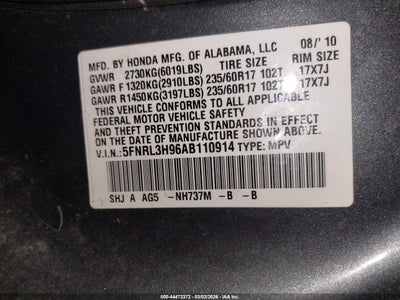 MFD. BY HONDA MFG. OF ALABAMA, LLC 08/'10
GVWR 2730KG(6019LBS) TIRE SIZE RIM SIZE
GAWR F 1320KG(2910LBS) 235/60R17 102T 17X7J
GAWR R1450KG(3197LBS) 235/60R17 102T 17X7J
THIS VEHICLE CONFORMS TO ALL APPLICABLE
FEDERAL MOTOR VEHICLE SAFETY, BUMPER, AND
THEFT PREVENTION STANDARDS IN EFFECT ON THE
DATE OF MANUFACTURE SHOWN ABOVE.
V.I.N.: 5FNRL3H96AB110914 TYPE: MPV
SHJ A AG5 -NH737M -B -B
000-44472372 - 03/02/2026 - IAA Inc.